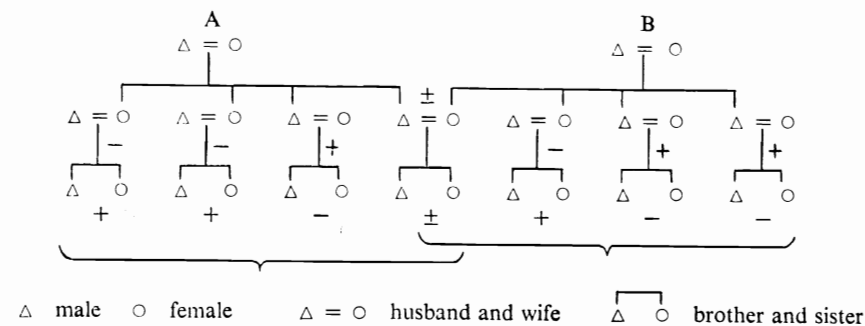 A B
△ = ○ △ = ○
±
△ = ○ △ = ○ △ = ○ △ = ○ △ = ○ △ = ○ △ = ○
− − + − + +
△ ○ △ ○ △ ○ △ ○ △ ○ △ ○ △ ○
+ + − ± + − −
△ male ○ female △ = ○ husband and wife △ ○ brother and sister